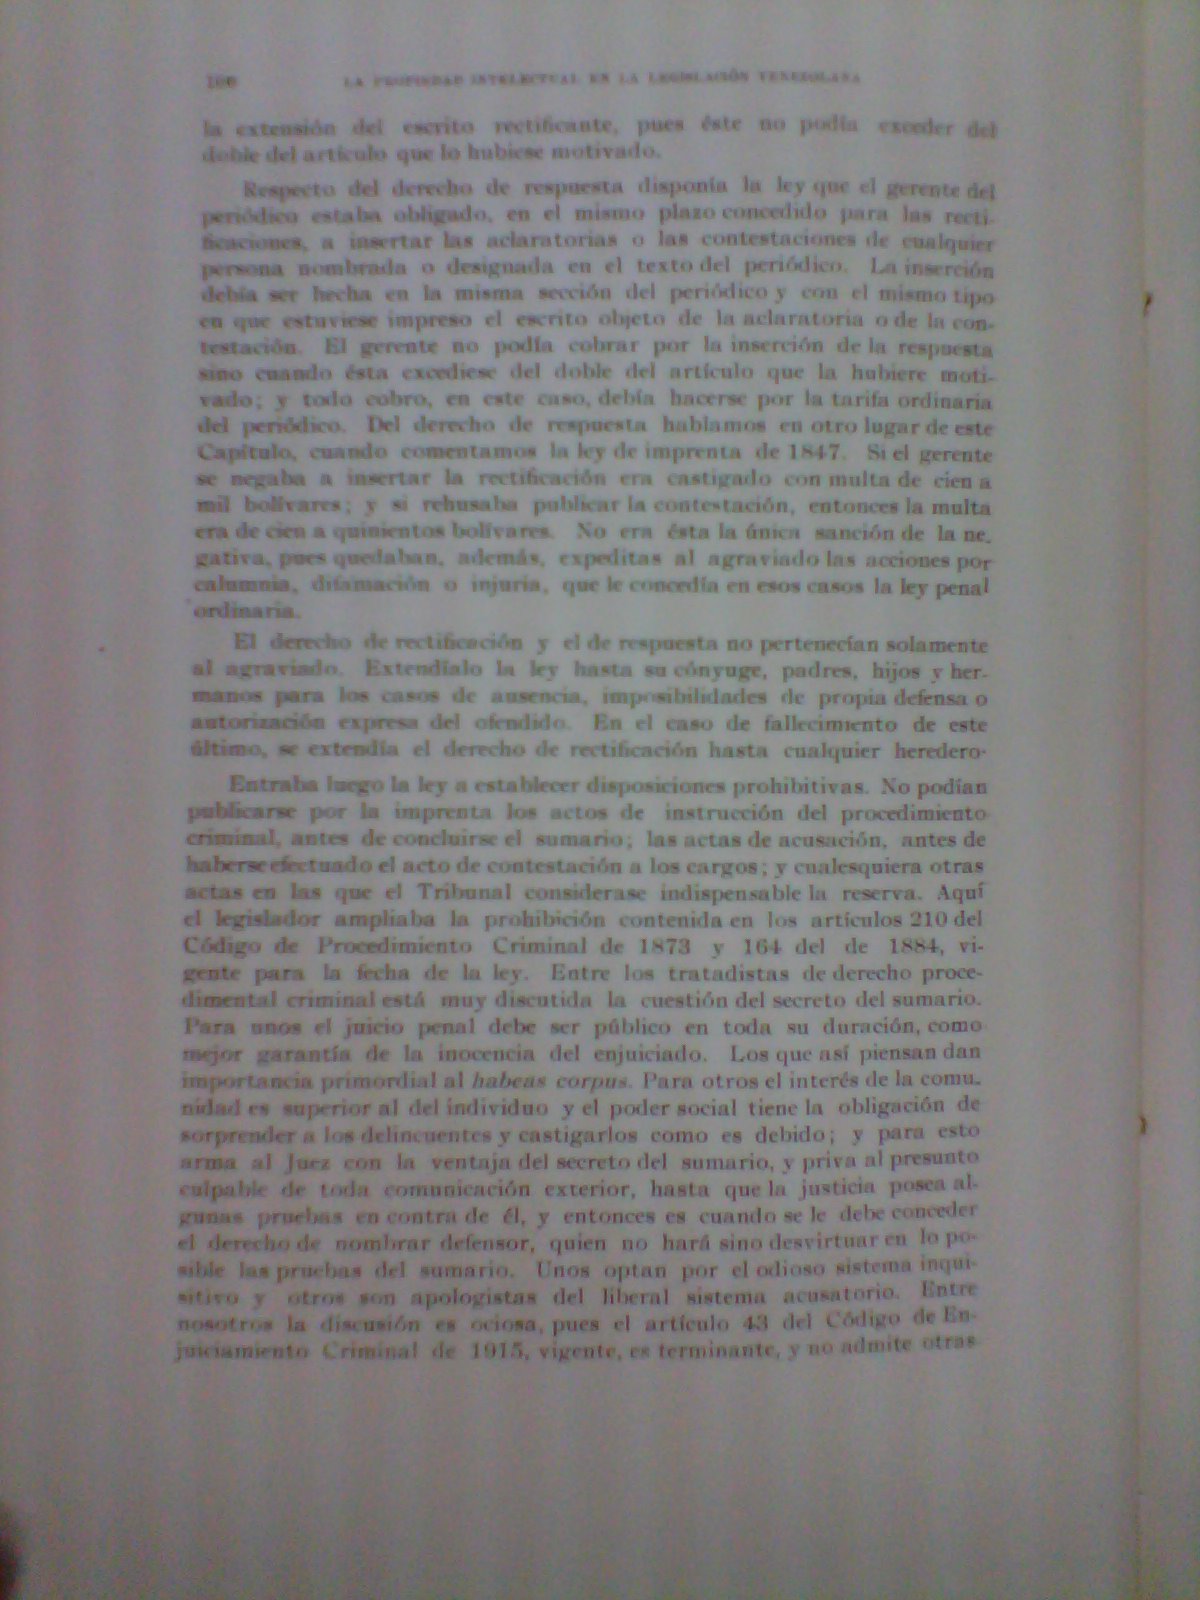 LA PROPIEDAD INTELECTUAL EN LA LEGISLACIÓN VENEZOLANA
la extensión del escrito rectificante, pues éste no podía exceder del
doble del artículo que lo hubiese motivado.
Respecto del derecho de respuesta disponía la ley que el gerente del
periódico estaba obligado, en el mismo plazo concedido para las recti-
ficaciones, a insertar las aclaratorias o las contestaciones de cualquier
persona nombrada o designada en el texto del periódico. La inserción
debía ser hecha en la misma sección del periódico y con el mismo tipo
en que estuviese impreso el escrito objeto de la aclaratoria o de la con-
testación. El gerente no podía cobrar por la inserción de la respuesta
sino cuando ésta excediese del doble del artículo que la hubiere moti-
vado; y todo cobro, en este caso, debía hacerse por la tarifa ordinaria
del periódico. Del derecho de respuesta hablamos en otro lugar de este
Capítulo, cuando comentamos la ley de imprenta de 1847. Si el gerente
se negaba a insertar la rectificación era castigado con multa de cien a
mil bolívares; y si rehusaba publicar la contestación, entonces la multa
era de cien a quinientos bolívares. No era ésta la única sanción de la ne-
gativa, pues quedaban, además, expeditas al agraviado las acciones por
calumnia, difamación o injuria, que le concedía en esos casos la ley penal
ordinaria.
El derecho de rectificación y el de respuesta no pertenecían solamente
al agraviado. Extendíalo la ley hasta su cónyuge, padres, hijos y her-
manos para los casos de ausencia, imposibilidades de propia defensa o
autorización expresa del ofendido. En el caso de fallecimiento de este
último, se extendía el derecho de rectificación hasta cualquier heredero·
Entraba luego la ley a establecer disposiciones prohibitivas. No podían
publicarse por la imprenta los actos de instrucción del procedimiento
criminal, antes de concluirse el sumario; las actas de acusación, antes de
haberse efectuado el acto de contestación a los cargos; y cualesquiera otras
actas en las que el Tribunal considerase indispensable la reserva. Aquí
el legislador ampliaba la prohibición contenida en los artículos 210 del
Código de Procedimiento Criminal de 1873 y 164 del de 1884, vi-
gente para la fecha de la ley. Entre los tratadistas de derecho proce-
dimental criminal está muy discutida la cuestión del secreto del sumario.
Para unos el juicio penal debe ser público en toda su duración, como
mejor garantía de la inocencia del enjuiciado. Los que así piensan dan
importancia primordial al habeas corpus. Para otros el interés de la comu-
nidad es superior al del individuo y el poder social tiene la obligación de
sorprender a los delincuentes y castigarlos como es debido; y para esto
arma al Juez con la ventaja del secreto del sumario, y priva al presunto
culpable de toda comunicación exterior, hasta que la justicia posea al-
gunas pruebas en contra de él, y entonces es cuando se le debe conceder
el derecho de nombrar defensor, quien no hará sino desvirtuar en lo po-
sible las pruebas del sumario. Unos optan por el odioso sistema inqui-
sitivo y otros son apologistas del liberal sistema acusatorio. Entre
nosotros la discusión es ociosa, pues el artículo 43 del Código de En-
juiciamiento Criminal de 1915, vigente, es terminante, y no admite otras